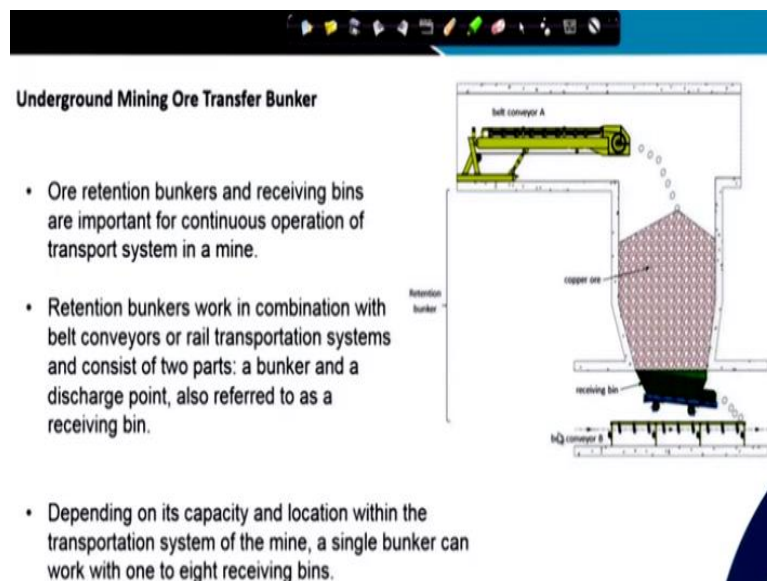 Underground Mining Ore Transfer Bunker
• Ore retention bunkers and receiving bins
are important for continuous operation of
transport system in a mine.
• Retention bunkers work in combination with
belt conveyors or rail transportation systems
and consist of two parts: a bunker and a
discharge point, also referred to as a
receiving bin.
• Depending on its capacity and location within the
transportation system of the mine, a single bunker can
work with one to eight receiving bins.
belt conveyor A
copper ore
Retention
bunker
receiving bin
conveyor B